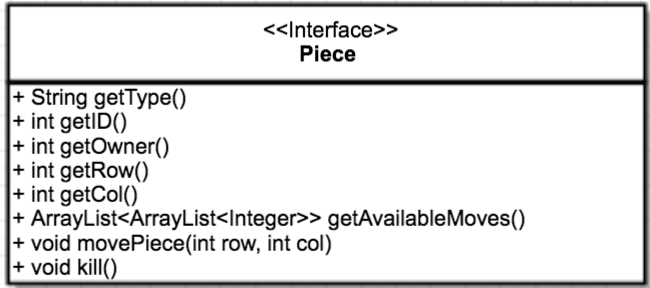 <<Interface>>
Piece
+ String getType()
+ int getID()
+ int getOwner()
+ int getRow()
+ int getCol()
+ ArrayList<ArrayList<Integer>> getAvailableMoves()
+ void movePiece(int row, int col)
+ void kill()